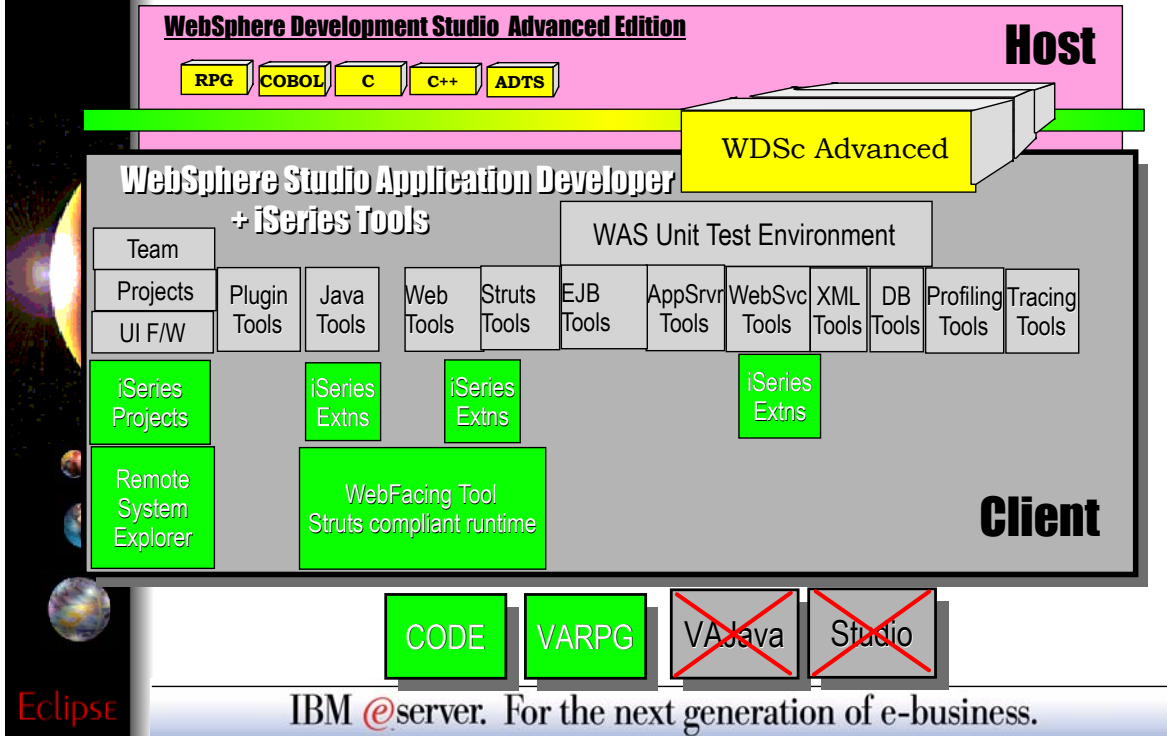 WebSphere Development Studio Advanced Edition
Host
RPG
COBOL
C
C++
ADTS
WDSc Advanced
WebSphere Studio Application Developer
+ iSeries Tools
WAS Unit Test Environment
Team
Projects
UI F/W
Plugin
Tools
Java
Tools
Web
Tools
Struts
Tools
EJB
Tools
AppSrvr
Tools
WebSvc
Tools
XML
Tools
DB
Tools
Profiling
Tools
Tracing
Tools
iSeries
Projects
iSeries
Extns
iSeries
Extns
iSeries
Extns
Remote
System
Explorer
WebFacing Tool
Struts compliant runtime
Client
CODE
VARPG
VAJava
Studio
Eclipse
IBM @server. For the next generation of e-business.